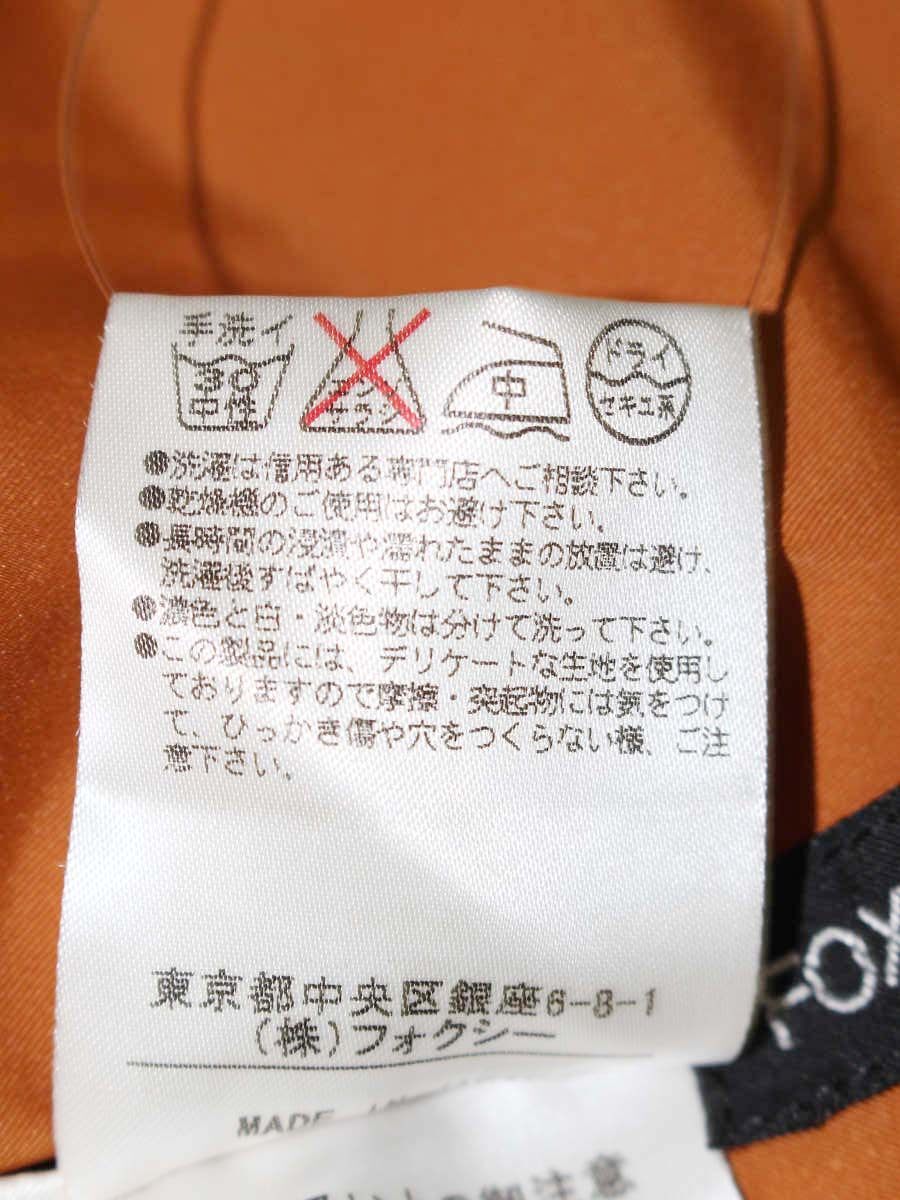 手洗イ
30
中性
エンソ
サラシ
中
ドライ
セキユ系
●洗濯は信用ある専門店へご相談下さい。
●乾燥機のご使用はお避け下さい。
●長時間の浸漬や濡れたままの放置は避け、
洗濯後すばやく干して下さい。
●濃色と白・淡色物は分けて洗って下さい。
●この製品には、デリケートな生地を使用し
ておりますので摩擦・突起物には気をつけ
て、ひっかき傷や穴をつくらない様、ご注
意下さい。
東京都中央区銀座6-8-1
(株)フォクシー
MADE
の御注意